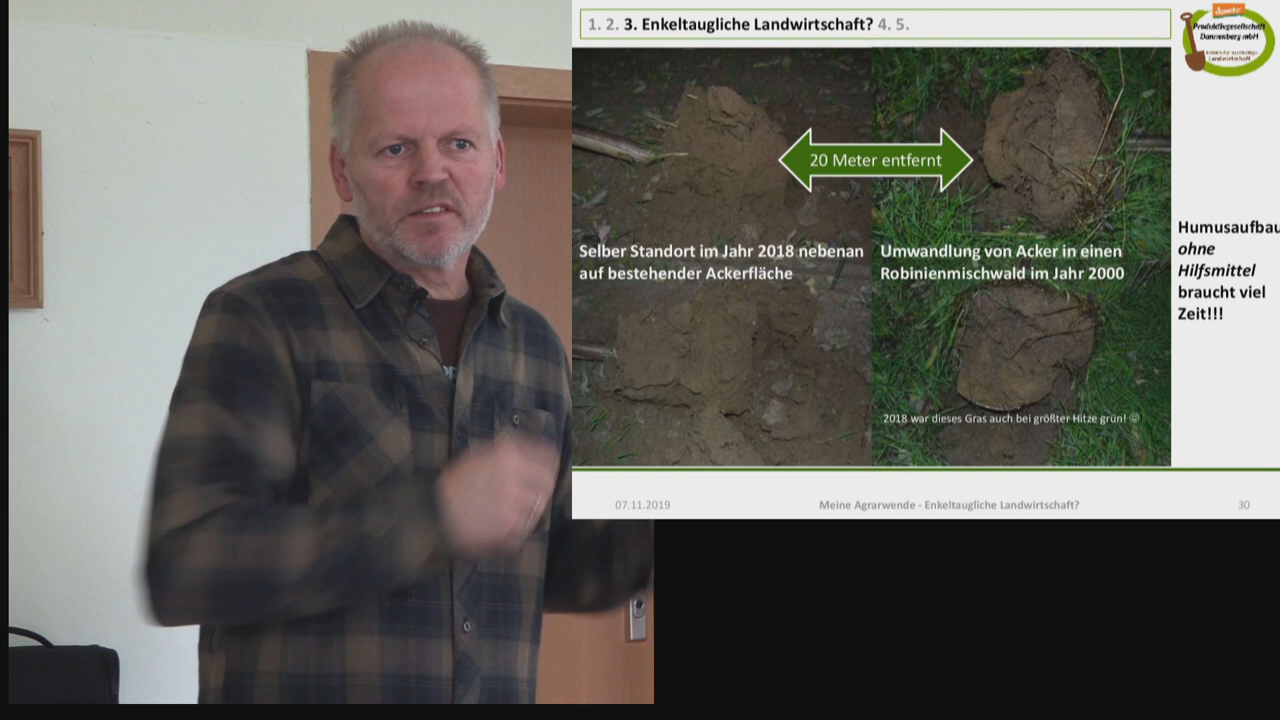 1. 2. 3. Enkeltaugliche Landwirtschaft? 4. 5.
Produktivgesellschaft
Dannenberg mbH
Landwirtschaft
20 Meter entfernt
Selber Standort im Jahr 2018 nebenan
auf bestehender Ackerfläche
Umwandlung von Acker in einen
Robinienmischwald im Jahr 2000
2018 war dieses Gras auch bei größter Hitze grün! ☺
Humusaufbau
ohne
Hilfsmittel
braucht viel
Zeit!!!
07.11.2019
Meine Agrarwende - Enkeltaugliche Landwirtschaft?
30